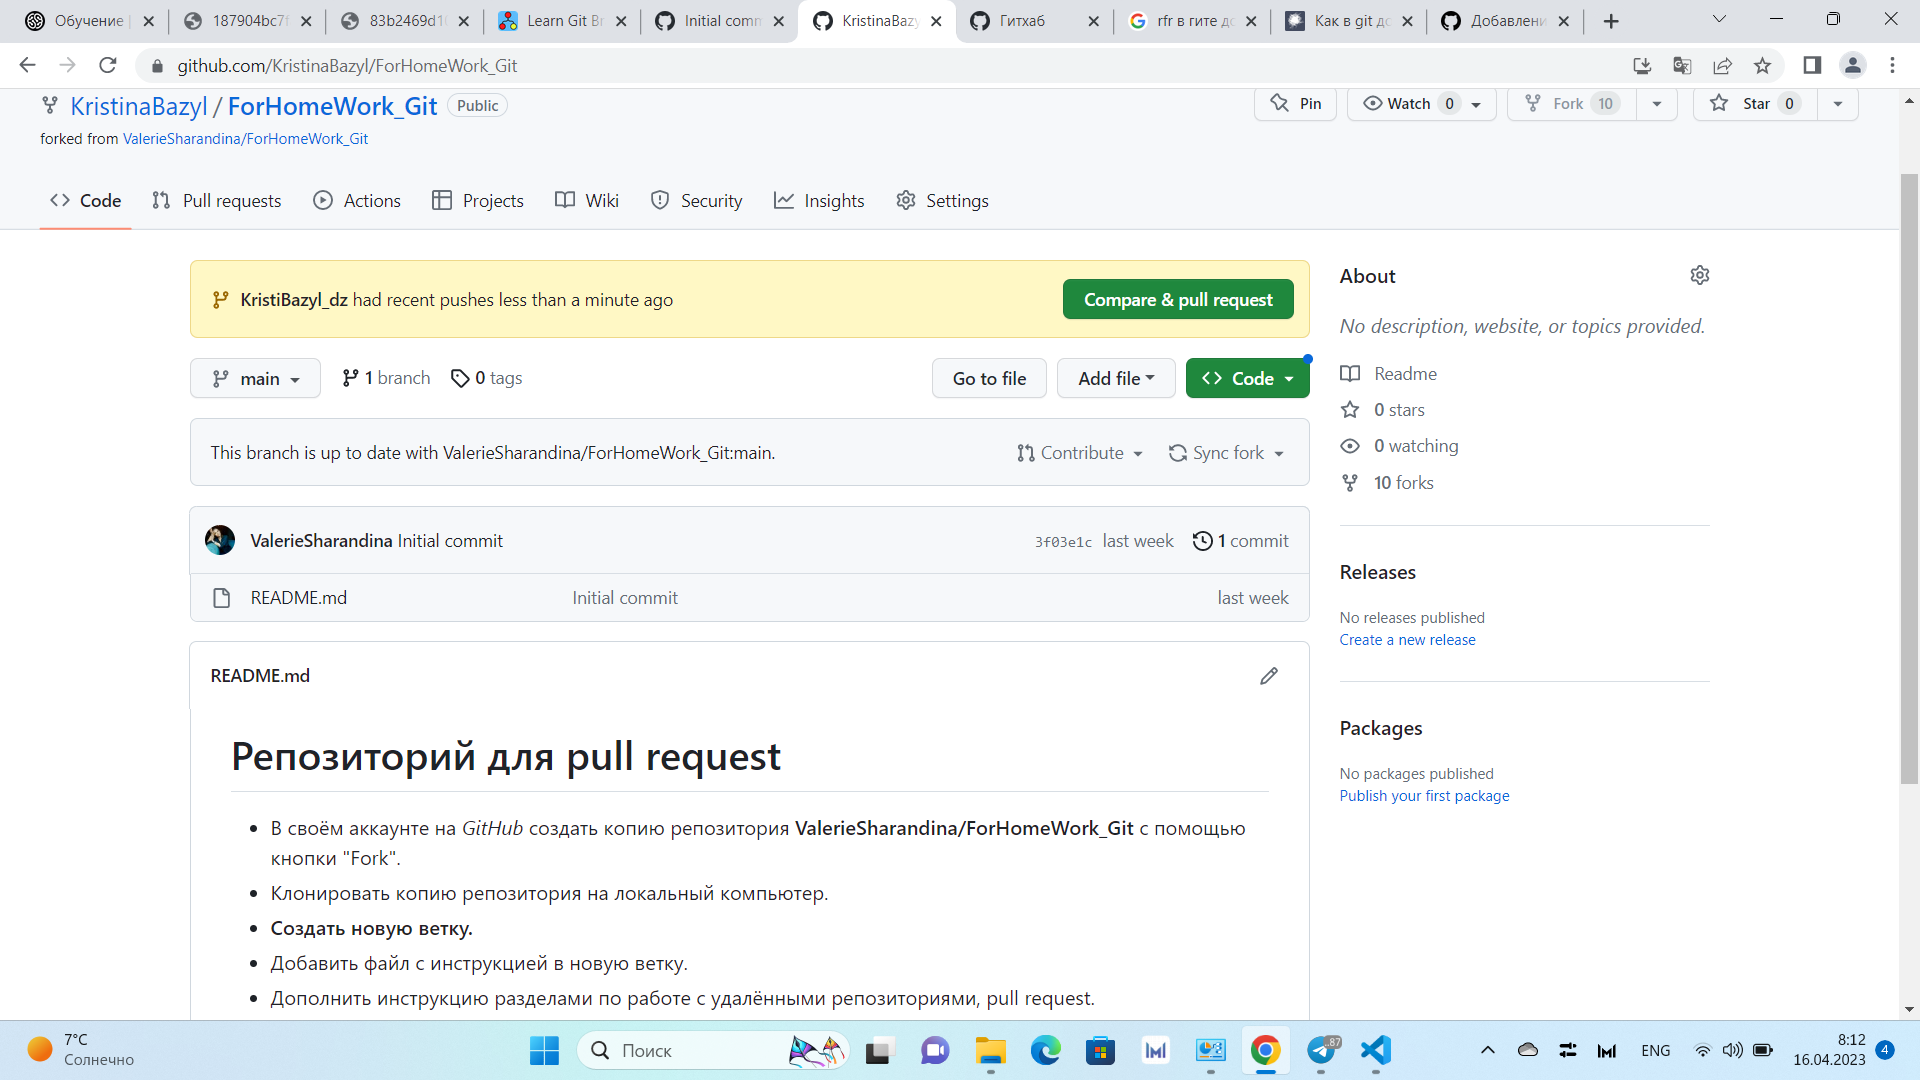 Обучение |
187904bc7f
83b2469d1
Learn Git Br
Initial comm
KristinaBazy
Гитхаб
rfr в гите до
Как в git до
Добавлени
github.com/KristinaBazyl/ForHomeWork_Git
KristinaBazyl / ForHomeWork_Git Public
Pin
Watch 0
Fork 10
Star 0
forked from ValerieSharandina/ForHomeWork_Git
Code
Pull requests
Actions
Projects
Wiki
Security
Insights
Settings
KristiBazyl_dz had recent pushes less than a minute ago
Compare & pull request
main
1 branch
0 tags
Go to file
Add file
Code
This branch is up to date with ValerieSharandina/ForHomeWork_Git:main.
Contribute
Sync fork
ValerieSharandina Initial commit
3f03e1c last week
1 commit
README.md
Initial commit
last week
README.md
Репозиторий для pull request
В своём аккаунте на GitHub создать копию репозитория ValerieSharandina/ForHomeWork_Git с помощью
кнопки "Fork".
Клонировать копию репозитория на локальный компьютер.
Создать новую ветку.
Добавить файл с инструкцией в новую ветку.
Дополнить инструкцию разделами по работе с удалёнными репозиториями, pull request.
About
No description, website, or topics provided.
Readme
0 stars
0 watching
10 forks
Releases
No releases published
Create a new release
Packages
No packages published
Publish your first package
7°C
Солнечно
Поиск
87
ENG
8:12
16.04.2023
4